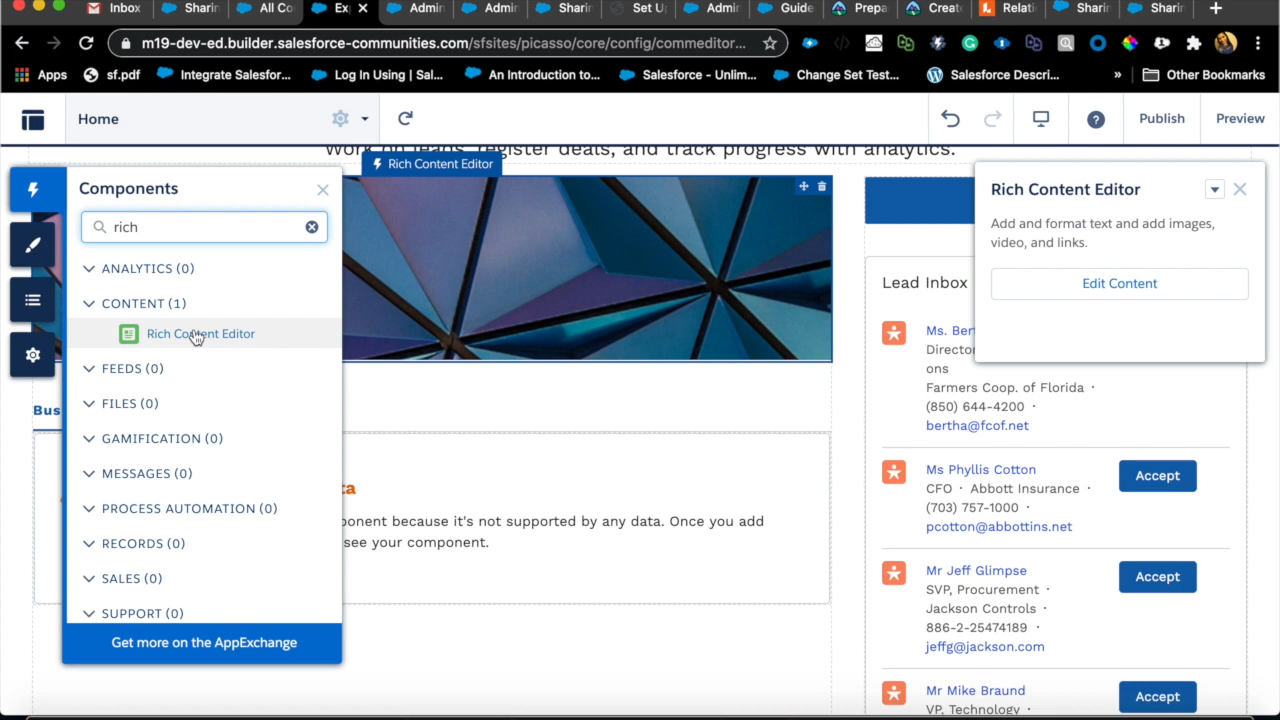 Inbox
Sharin
All Co
Ex
Admin
Admin
Sharin
Set U
Admin
Guide
Prepa
Create
Relati
Sharin
Sharin
m19-dev-ed.builder.salesforce-communities.com/sfsites/picasso/core/config/commeditor...
Apps
sf.pdf
Integrate Salesfor...
Log In Using | Sal...
An Introduction to...
Salesforce - Unlim...
Change Set Test...
Salesforce Descri...
»
Other Bookmarks
Home
Publish
Preview
Work on leads, register deals, and track progress with analytics.
Rich Content Editor
Components
rich
ANALYTICS (0)
CONTENT (1)
Rich Content Editor
FEEDS (0)
FILES (0)
GAMIFICATION (0)
MESSAGES (0)
PROCESS AUTOMATION (0)
RECORDS (0)
SALES (0)
SUPPORT (0)
Get more on the AppExchange
Bus
ta
ponent because it's not supported by any data. Once you add
see your component.
Rich Content Editor
Add and format text and add images,
video, and links.
Edit Content
Lead Inbox
Ms. Bert
Director
ons
Farmers Coop. of Florida ·
(850) 644-4200 ·
bertha@fcof.net
Ms Phyllis Cotton
CFO · Abbott Insurance ·
(703) 757-1000 ·
pcotton@abbottins.net
Accept
Mr Jeff Glimpse
SVP, Procurement ·
Jackson Controls ·
886-2-25474189 ·
jeffg@jackson.com
Accept
Mr Mike Braund
VP, Technology ·
Accept